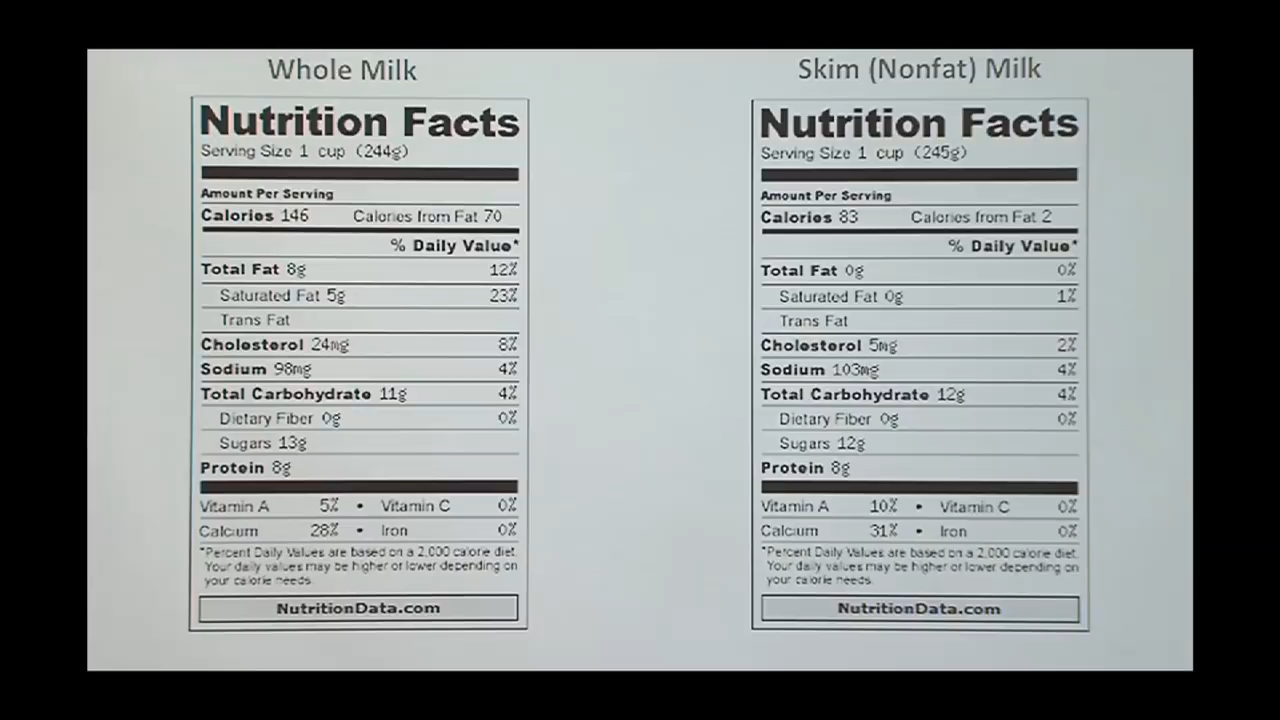 Whole Milk
Nutrition Facts
Serving Size 1 cup (244g)
Amount Per Serving
Calories 146 Calories from Fat 70
% Daily Value*
Total Fat 8g 12%
Saturated Fat 5g 23%
Trans Fat
Cholesterol 24mg 8%
Sodium 98mg 4%
Total Carbohydrate 11g 4%
Dietary Fiber 0g 0%
Sugars 13g
Protein 8g
Vitamin A 5% • Vitamin C 0%
Calcium 28% • Iron 0%
*Percent Daily Values are based on a 2,000 calorie diet.
Your daily values may be higher or lower depending on
your calorie needs.
NutritionData.com
Skim (Nonfat) Milk
Nutrition Facts
Serving Size 1 cup (245g)
Amount Per Serving
Calories 83 Calories from Fat 2
% Daily Value*
Total Fat 0g 0%
Saturated Fat 0g 1%
Trans Fat
Cholesterol 5mg 2%
Sodium 103mg 4%
Total Carbohydrate 12g 4%
Dietary Fiber 0g 0%
Sugars 12g
Protein 8g
Vitamin A 10% • Vitamin C 0%
Calcium 31% • Iron 0%
*Percent Daily Values are based on a 2,000 calorie diet.
Your daily values may be higher or lower depending on
your calorie needs.
NutritionData.com